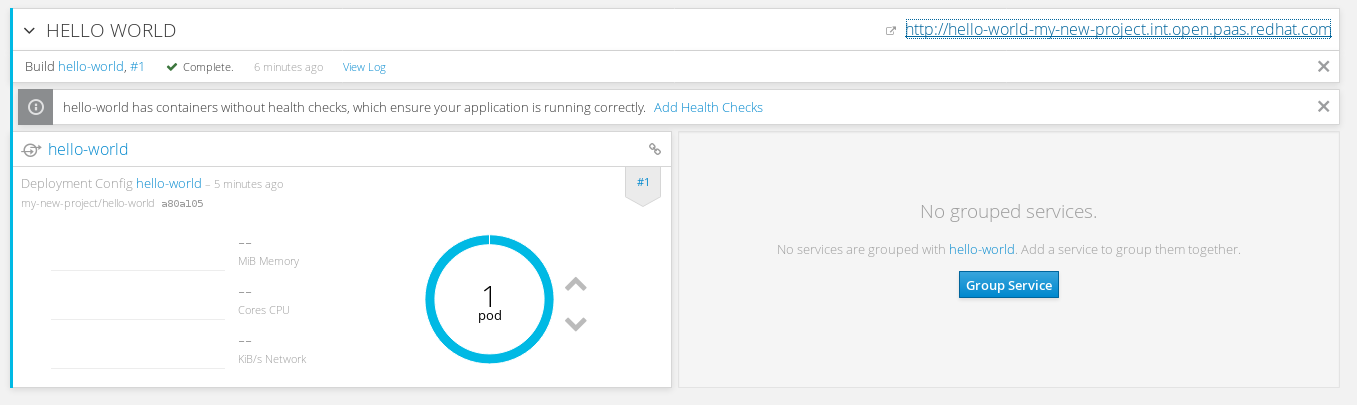 HELLO WORLD http://hello-world-my-new-project.int.open.paas.redhat.com
Build hello-world, #1 Complete. 6 minutes ago View Log
hello-world has containers without health checks, which ensure your application is running correctly. Add Health Checks
hello-world
Deployment Config hello-world – 5 minutes ago
#1
my-new-project/hello-world a80a105
--
MiB Memory
--
Cores CPU
--
KiB/s Network
1
pod
No grouped services.
No services are grouped with hello-world. Add a service to group them together.
Group Service